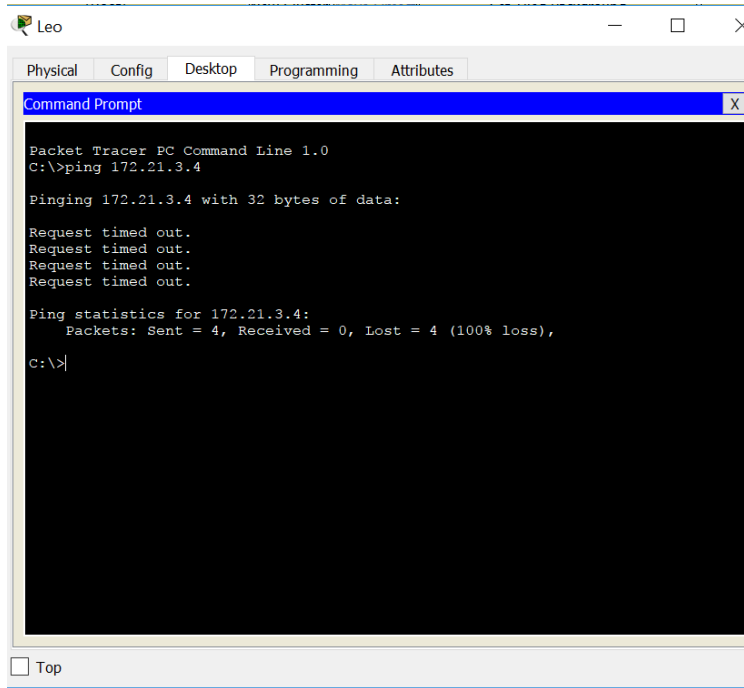 Leo
Physical Config Desktop Programming Attributes
Command Prompt X
Packet Tracer PC Command Line 1.0
C:\>ping 172.21.3.4
Pinging 172.21.3.4 with 32 bytes of data:
Request timed out.
Request timed out.
Request timed out.
Request timed out.
Ping statistics for 172.21.3.4:
Packets: Sent = 4, Received = 0, Lost = 4 (100% loss),
C:\>
Top